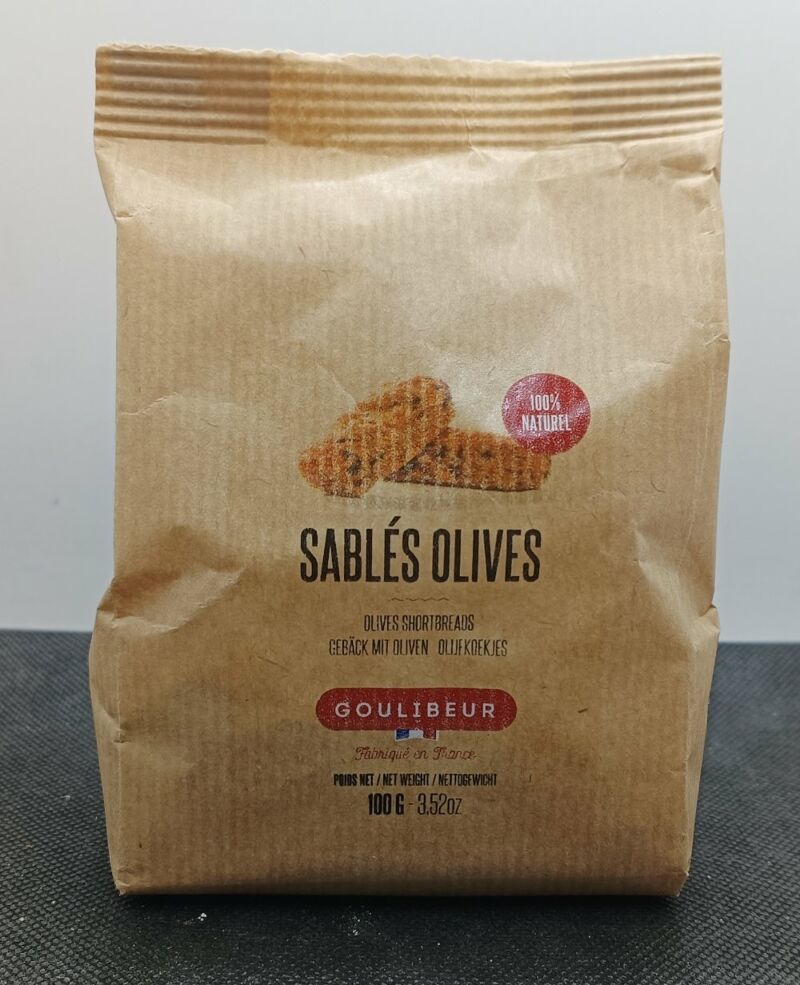 100%
NATUREL
SABLÉS OLIVES
OLIVES SHORTBREADS
GEBÄCK MIT OLIVEN OLIJFKOEKJES
GOULIBEUR
Fabriqué en France
POIDS NET / NET WEIGHT / NETTOGEWICHT
100 G - 3.52oz